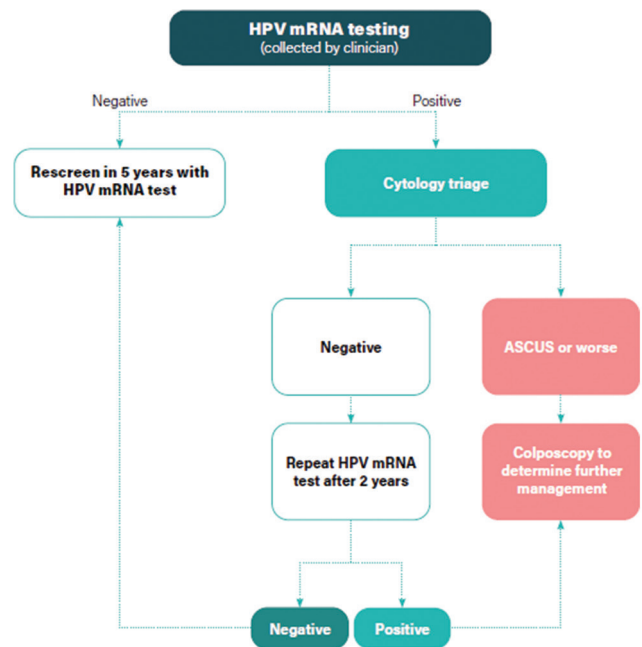 HPV mRNA testing
(collected by clinician)
Negative
Positive
Rescreen in 5 years with
HPV mRNA test
Cytology triage
Negative
ASCUS or worse
Repeat HPV mRNA
test after 2 years
Colposcopy to
determine further
management
Negative
Positive